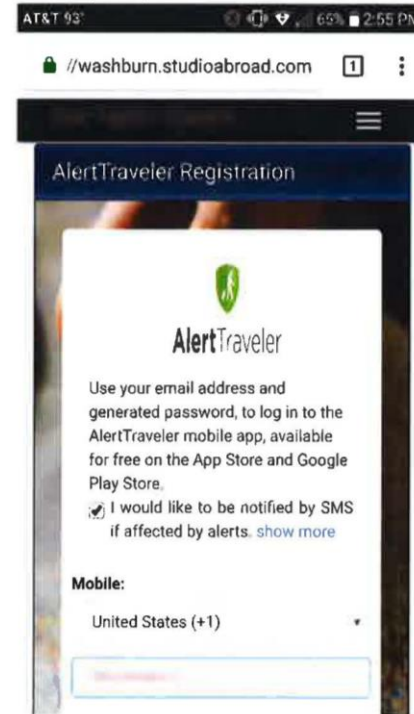 AT&T 93° 65% 2:55 PM
//washburn.studioabroad.com 1
AlertTraveler Registration
AlertTraveler
Use your email address and
generated password, to log in to the
AlertTraveler mobile app, available
for free on the App Store and Google
Play Store.
I would like to be notified by SMS
if affected by alerts. show more
Mobile:
United States (+1)